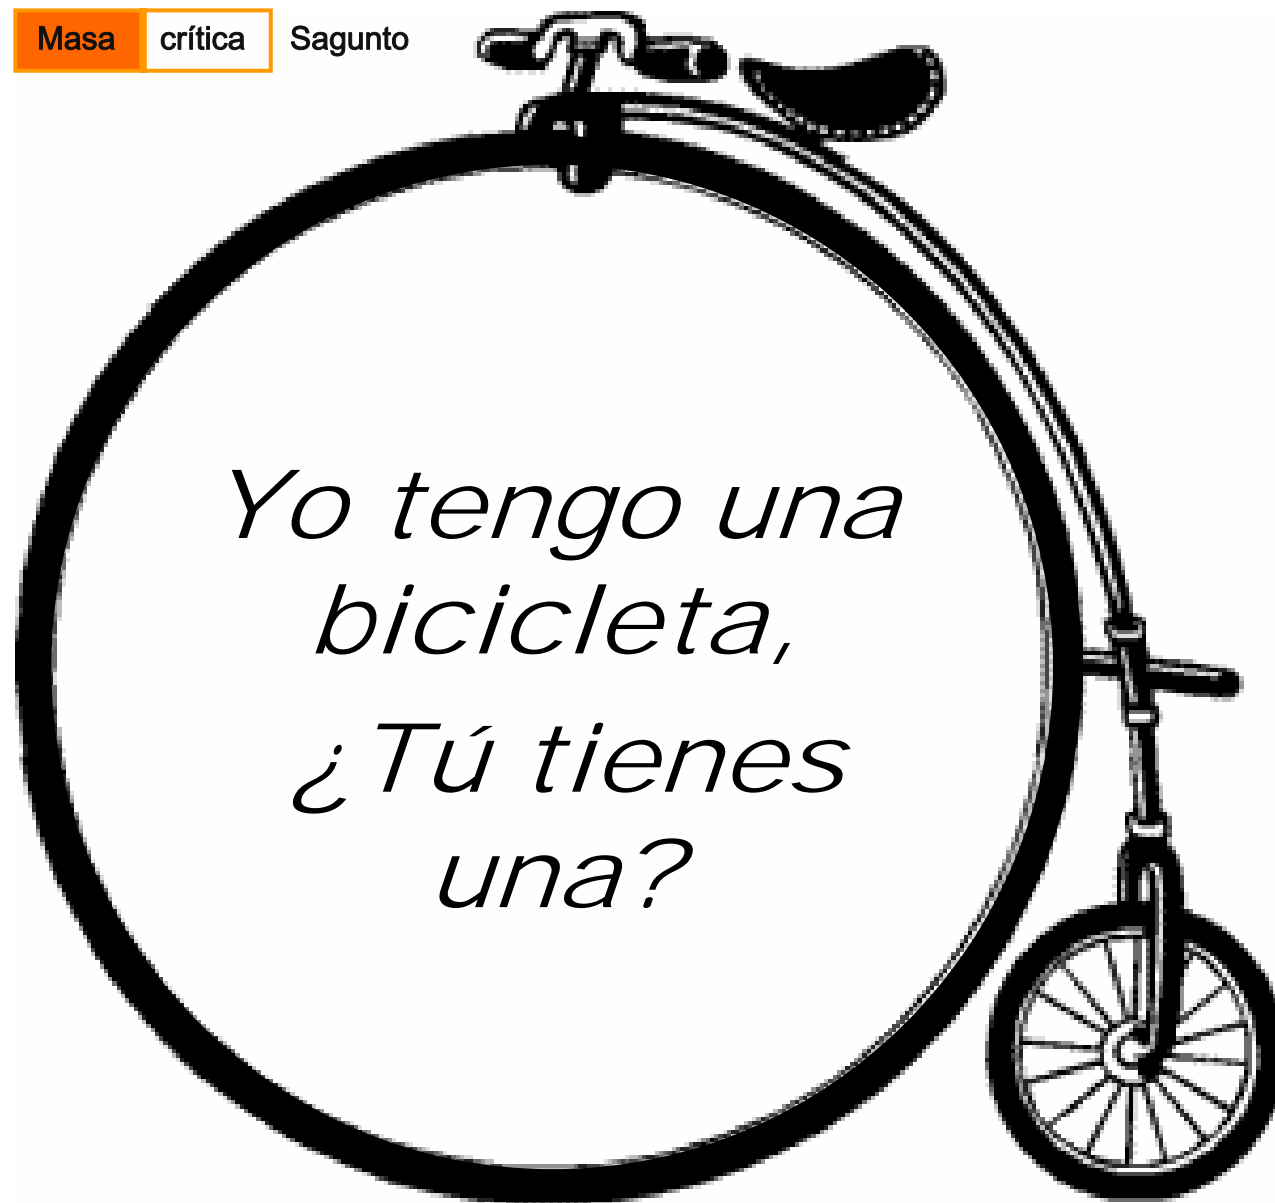 Masa crítica Sagunto
Yo tengo una
bicicleta,
¿Tú tienes
una?